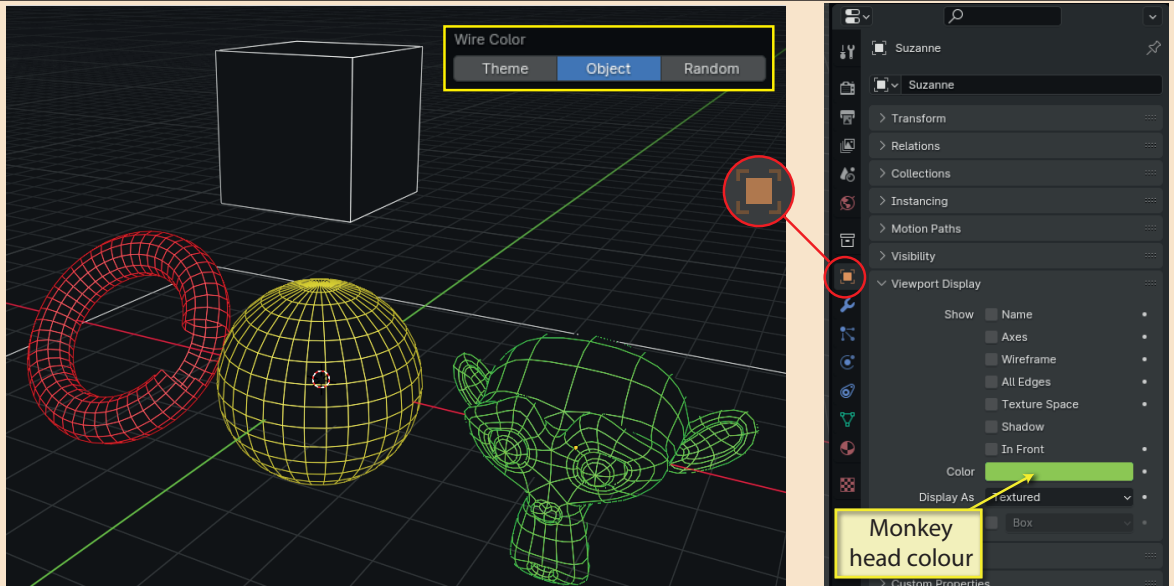 Wire Color
Theme Object Random
Suzanne
Suzanne
Transform
Relations
Collections
Instancing
Motion Paths
Visibility
Viewport Display
Show Name
Axes
Wireframe
All Edges
Texture Space
Shadow
In Front
Color
Display As Textured
Box
Monkey
head colour
Custom Properties